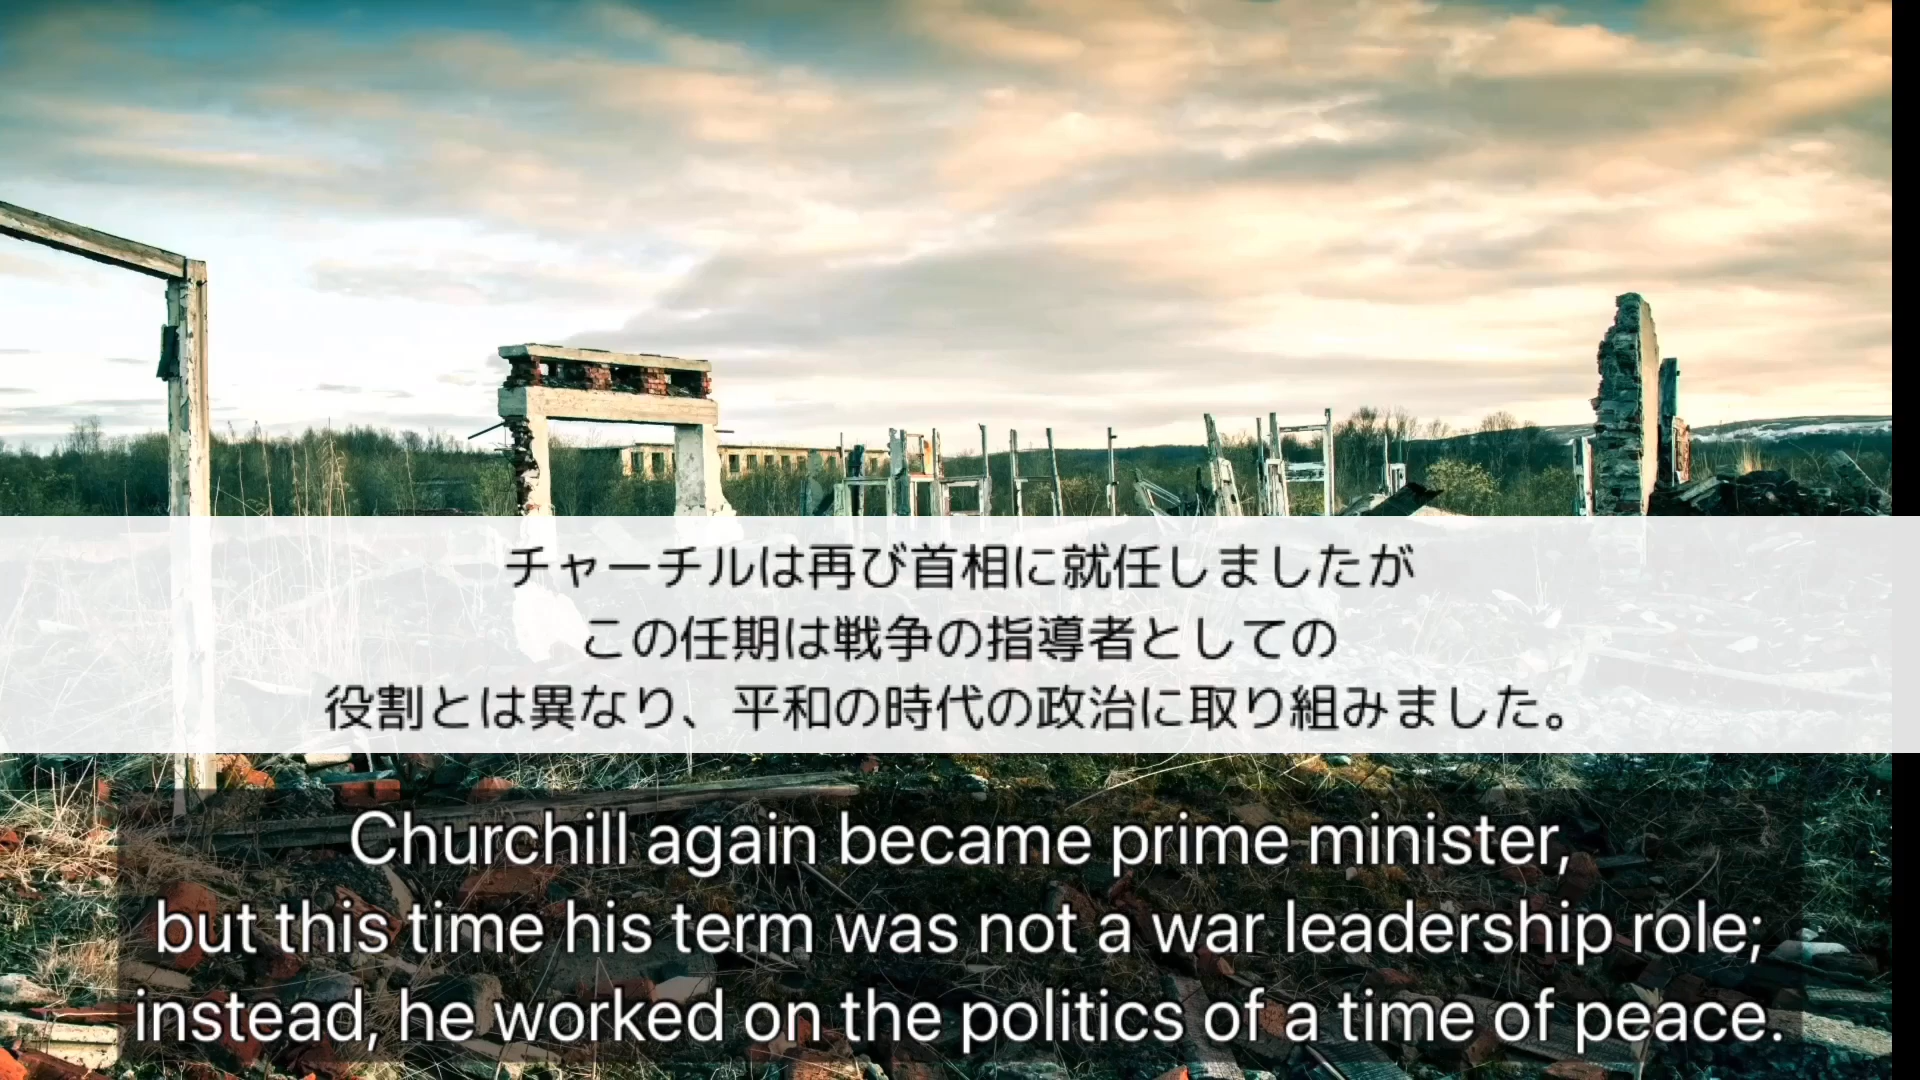 チャーチルは再び首相に就任しましたが
この任期は戦争の指導者としての
役割とは異なり、平和の時代の政治に取り組みました。
Churchill again became prime minister,
but this time his term was not a war leadership role;
instead, he worked on the politics of a time of peace.